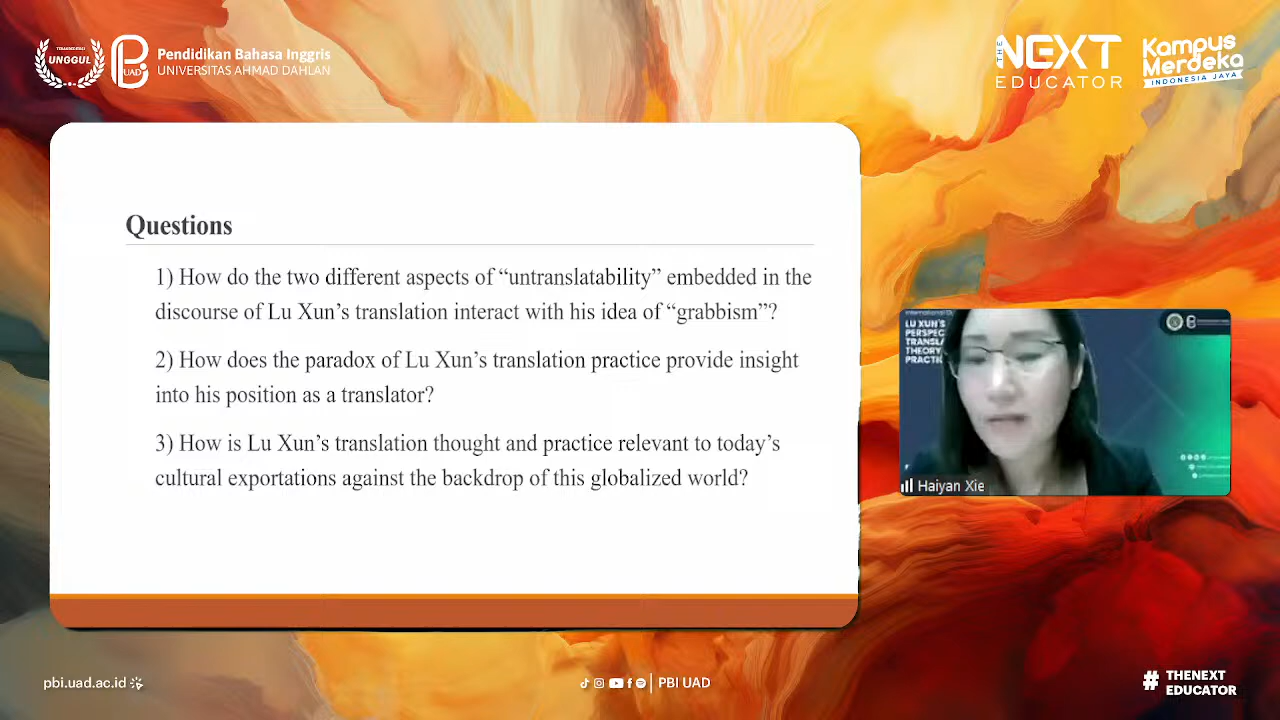 TERAKREDITASI
UNGGUL
UAD
Pendidikan Bahasa Inggris
UNIVERSITAS AHMAD DAHLAN
THE NEXT
EDUCATOR
Kampus
Merdeka
INDONESIA JAYA
Questions
1) How do the two different aspects of “untranslatability” embedded in the
discourse of Lu Xun’s translation interact with his idea of “grabbism”?
2) How does the paradox of Lu Xun’s translation practice provide insight
into his position as a translator?
3) How is Lu Xun’s translation thought and practice relevant to today’s
cultural exportations against the backdrop of this globalized world?
LU XUN'S
Haiyan Xie
pbi.uad.ac.id
PBI UAD
# THENEXT
EDUCATOR